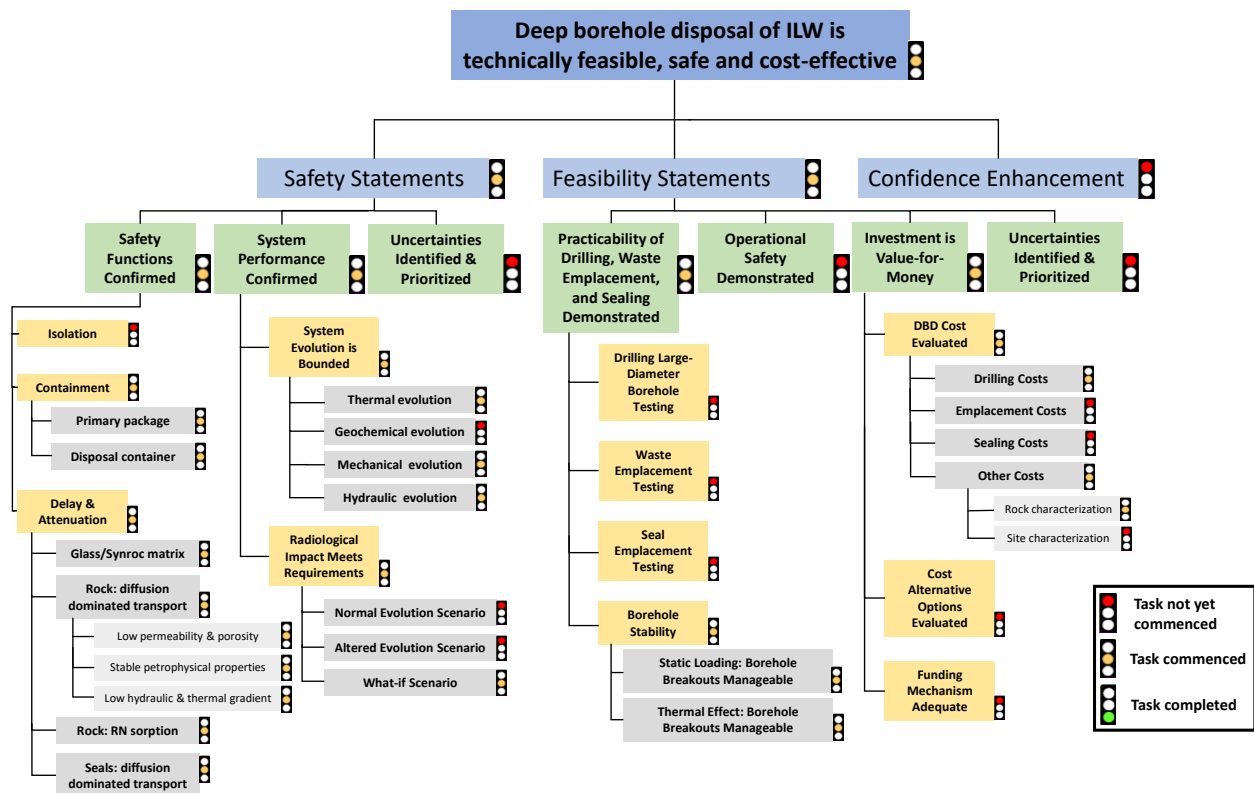 Deep borehole disposal of ILW is
technically feasible, safe and cost-effective
Safety Statements
Feasibility Statements
Confidence Enhancement
Safety
Functions
Confirmed
System
Performance
Confirmed
Uncertainties
Identified &
Prioritized
Practicability of
Drilling, Waste
Emplacement,
and Sealing
Demonstrated
Operational
Safety
Demonstrated
Investment is
Value-for-
Money
Uncertainties
Identified &
Prioritized
Isolation
Containment
Primary package
Disposal container
Delay &
Attenuation
Glass/Synroc matrix
Rock: diffusion
dominated transport
Low permeability & porosity
Stable petrophysical properties
Low hydraulic & thermal gradient
Rock: RN sorption
Seals: diffusion
dominated transport
System
Evolution is
Bounded
Thermal evolution
Geochemical evolution
Mechanical evolution
Hydraulic evolution
Radiological
Impact Meets
Requirements
Normal Evolution Scenario
Altered Evolution Scenario
What-if Scenario
Drilling Large-
Diameter
Borehole
Testing
Waste
Emplacement
Testing
Seal
Emplacement
Testing
Borehole
Stability
Static Loading: Borehole
Breakouts Manageable
Thermal Effect: Borehole
Breakouts Manageable
DBD Cost
Evaluated
Drilling Costs
Emplacement Costs
Sealing Costs
Other Costs
Rock characterization
Site characterization
Cost
Alternative
Options
Evaluated
Funding
Mechanism
Adequate
Task not yet
commenced
Task commenced
Task completed